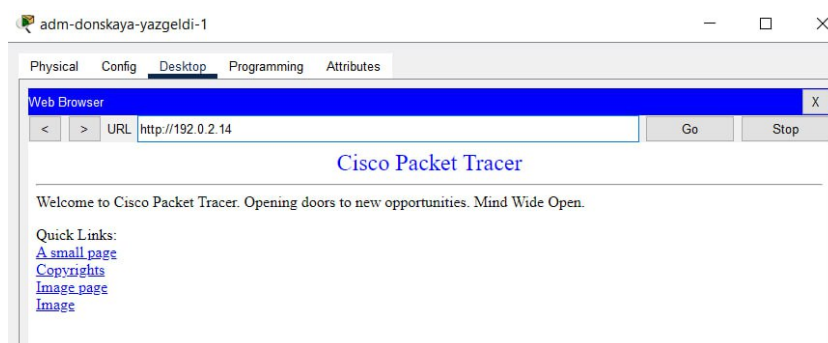 adm-donskaya-yazgeldi-1
Physical Config Desktop Programming Attributes
Web Browser X
< > URL http://192.0.2.14 Go Stop
Cisco Packet Tracer
Welcome to Cisco Packet Tracer. Opening doors to new opportunities. Mind Wide Open.
Quick Links:
A small page
Copyrights
Image page
Image